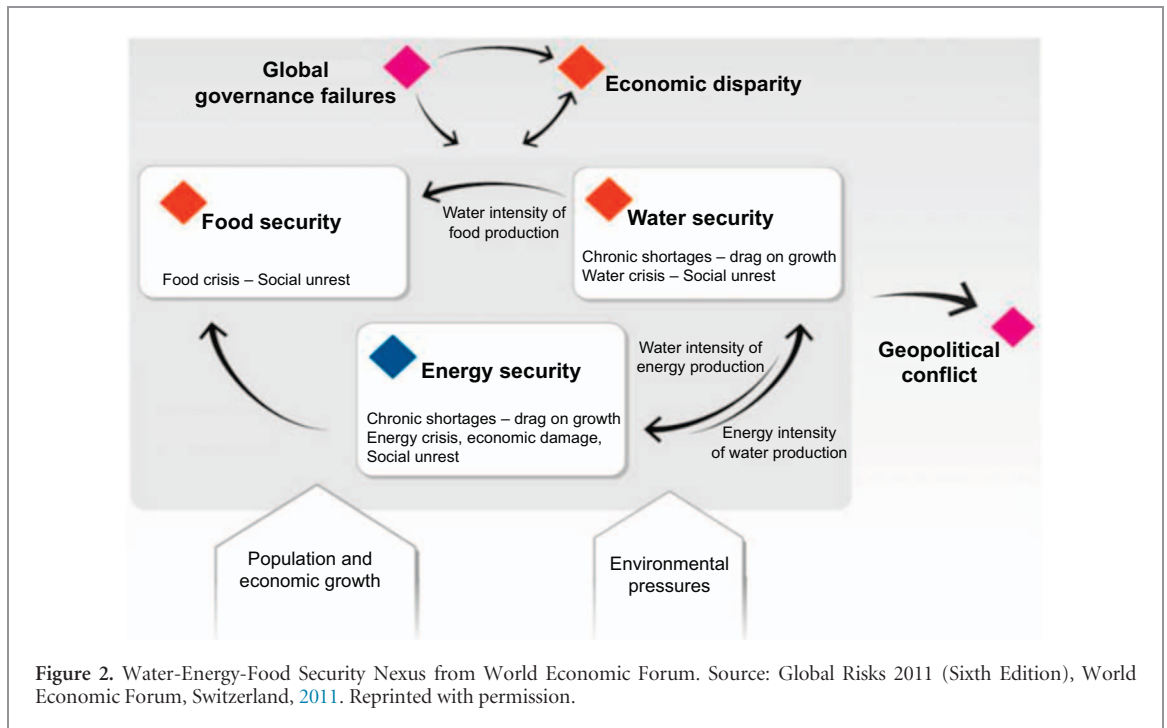 Global
governance failures
Economic disparity
Food security
Food crisis – Social unrest
Water intensity of
food production
Water security
Chronic shortages – drag on growth
Water crisis – Social unrest
Energy security
Chronic shortages – drag on growth
Energy crisis, economic damage,
Social unrest
Water intensity of
energy production
Energy intensity
of water production
Geopolitical
conflict
Population and
economic growth
Environmental
pressures
Figure 2. Water-Energy-Food Security Nexus from World Economic Forum. Source: Global Risks 2011 (Sixth Edition), World
Economic Forum, Switzerland, 2011. Reprinted with permission.